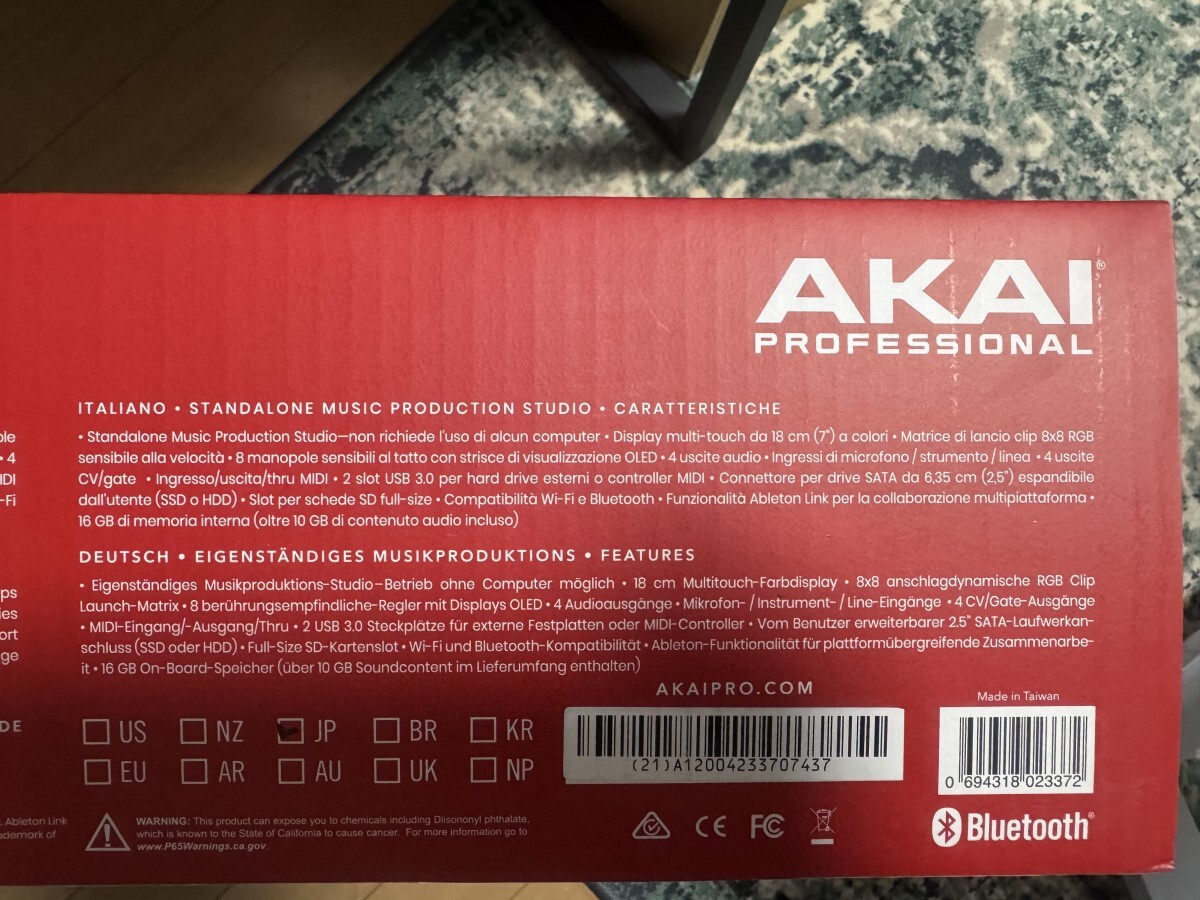 AKAI®
PROFESSIONAL
ITALIANO • STANDALONE MUSIC PRODUCTION STUDIO • CARATTERISTICHE
• Standalone Music Production Studio—non richiede l'uso di alcun computer • Display multi-touch da 18 cm (7") a colori • Matrice di lancio clip 8x8 RGB
sensibile alla velocità • 8 manopole sensibili al tatto con strisce di visualizzazione OLED • 4 uscite audio • Ingressi di microfono / strumento / linea • 4 uscite
CV/gate • Ingresso/uscita/thru MIDI • 2 slot USB 3.0 per hard drive esterni o controller MIDI • Connettore per drive SATA da 6,35 cm (2,5") espandibile
dall'utente (SSD o HDD) • Slot per schede SD full-size • Compatibilità Wi-Fi e Bluetooth • Funzionalità Ableton Link per la collaborazione multipiattaforma •
16 GB di memoria interna (oltre 10 GB di contenuto audio incluso)
DEUTSCH • EIGENSTÄNDIGES MUSIKPRODUKTIONS • FEATURES
• Eigenständiges Musikproduktions-Studio–Betrieb ohne Computer möglich • 18 cm Multitouch-Farbdisplay • 8x8 anschlagdynamische RGB Clip
Launch-Matrix • 8 berührungsempfindliche-Regler mit Displays OLED • 4 Audioausgänge • Mikrofon- / Instrument- / Line-Eingänge • 4 CV/Gate-Ausgänge
• MIDI-Eingang/-Ausgang/Thru • 2 USB 3.0 Steckplätze für externe Festplatten oder MIDI-Controller • Vom Benutzer erweiterbarer 2.5" SATA-Laufwerkan-
schluss (SSD oder HDD) • Full-Size SD-Kartenslot • Wi-Fi und Bluetooth-Kompatibilität • Ableton-Funktionalität für plattformübergreifende Zusammenarbe-
it • 16 GB On-Board-Speicher (über 10 GB Soundcontent im Lieferumfang enthalten)
AKAIPRO.COM
Made in Taiwan
US NZ JP BR KR
EU AR AU UK NP
(21)A12004233707437
0 694318 023372
Ableton Link
WARNING: This product can expose you to chemicals including Diisononyl phthalate,
which is known to the State of California to cause cancer. For more information go to
www.P65Warnings.ca.gov.
CE FC
Bluetooth®